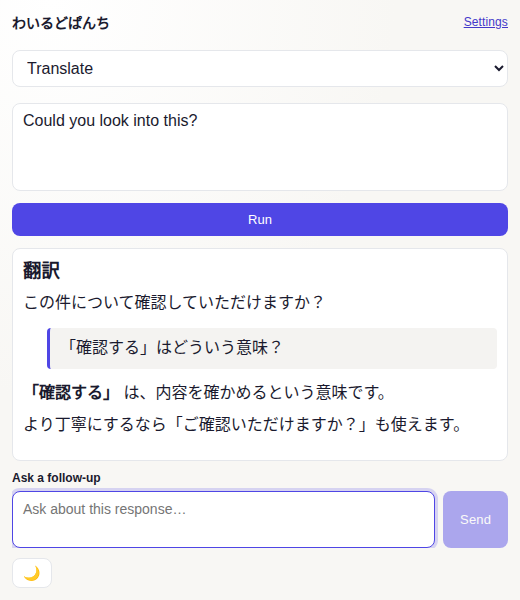 わいるどぱんち
Settings
Translate
Could you look into this?
Run
翻訳
この件について確認していただけますか？
「確認する」はどういう意味？
「確認する」 は、内容を確かめるという意味です。
より丁寧にするなら「ご確認いただけますか？」も使えます。
Ask a follow-up
Ask about this response…
Send